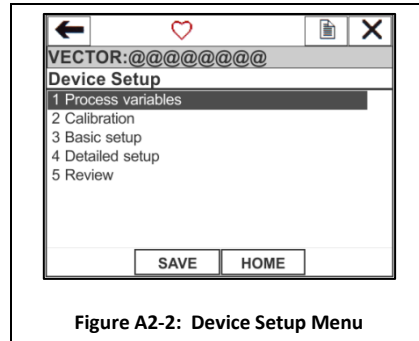 VECTOR:@@@@@@@@
Device Setup
1 Process variables
2 Calibration
3 Basic setup
4 Detailed setup
5 Review
SAVE HOME
Figure A2-2: Device Setup Menu